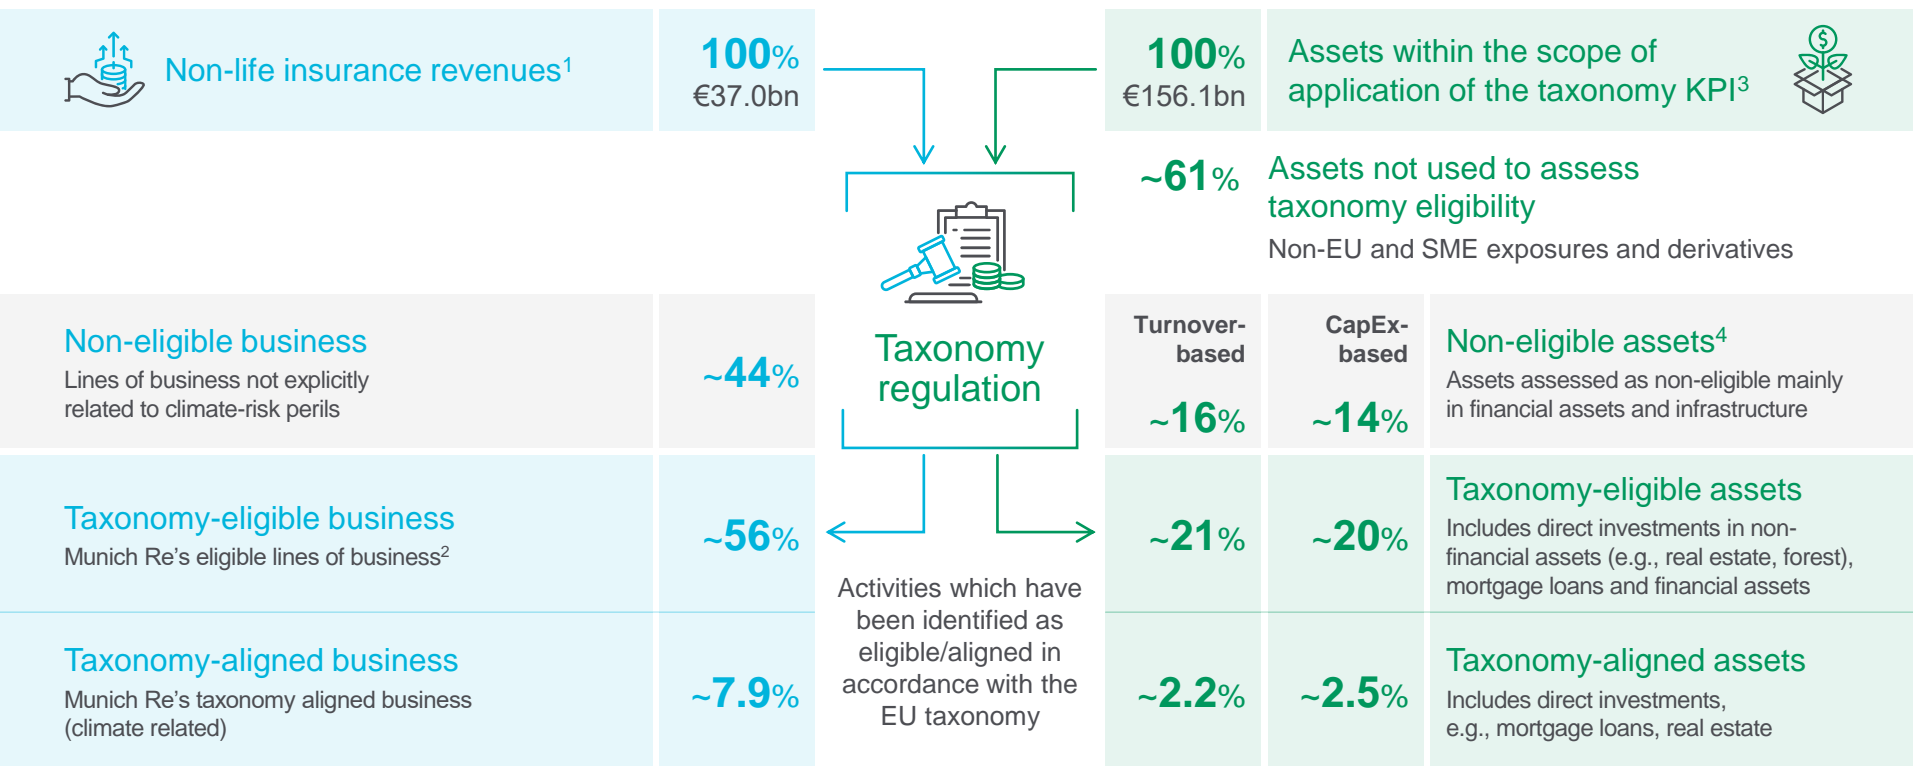 Non-life insurance revenues¹
100%
€37.0bn
100%
€156.1bn
Assets within the scope of
application of the taxonomy KPI³
~61%
Assets not used to assess
taxonomy eligibility
Non-EU and SME exposures and derivatives
Non-eligible business
Lines of business not explicitly
related to climate-risk perils
~44%
Taxonomy
regulation
Turnover-
based
~16%
CapEx-
based
~14%
Non-eligible assets⁴
Assets assessed as non-eligible mainly
in financial assets and infrastructure
Taxonomy-eligible business
Munich Re's eligible lines of business²
~56%
~21%
~20%
Taxonomy-eligible assets
Includes direct investments in non-
financial assets (e.g., real estate, forest),
mortgage loans and financial assets
Activities which have
been identified as
eligible/aligned in
accordance with the
EU taxonomy
Taxonomy-aligned business
Munich Re's taxonomy aligned business
(climate related)
~7.9%
~2.2%
~2.5%
Taxonomy-aligned assets
Includes direct investments,
e.g., mortgage loans, real estate